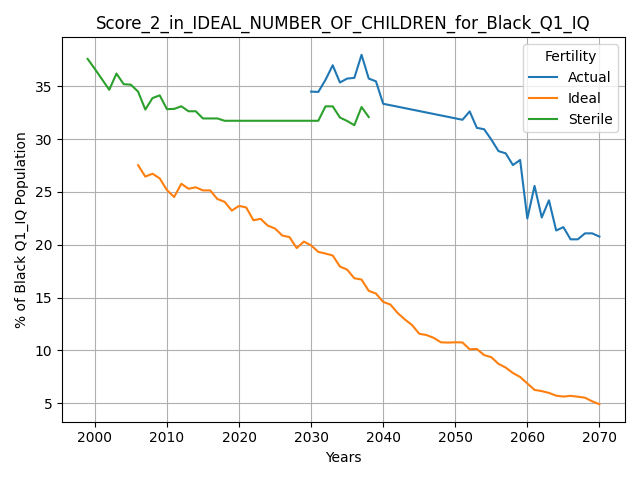 Score_2_in_IDEAL_NUMBER_OF_CHILDREN_for_Black_Q1_IQ
Fertility
Actual
Ideal
Sterile
% of Black Q1_IQ Population
35
30
25
20
15
10
5
2000 2010 2020 2030 2040 2050 2060 2070
Years